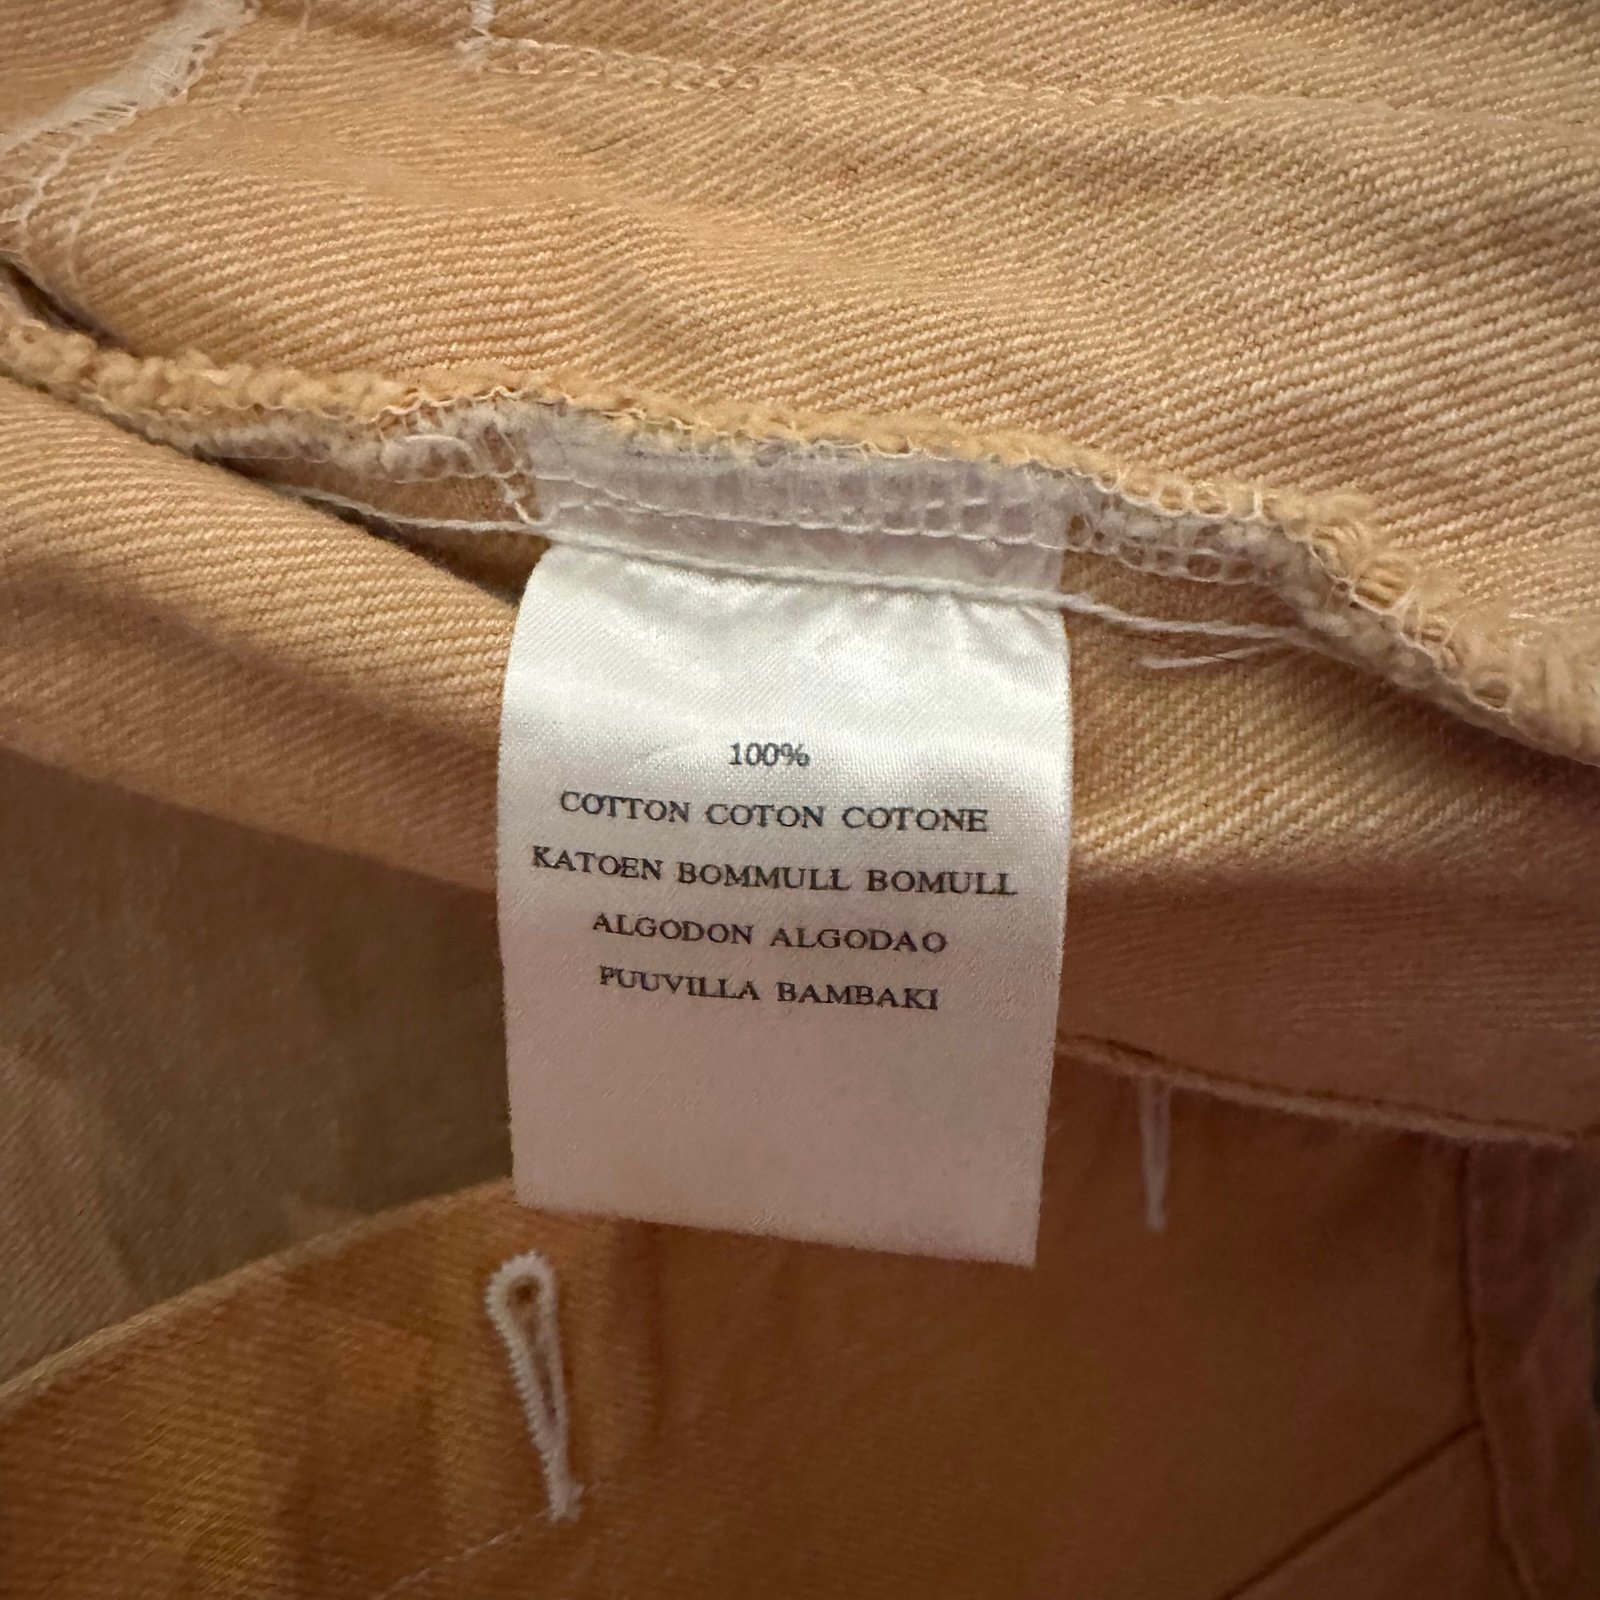 100%
COTTON COTON COTONE
KATOEN BOMMULL BOMULL
ALGODON ALGODAO
PUUVILLA BAMBAKI